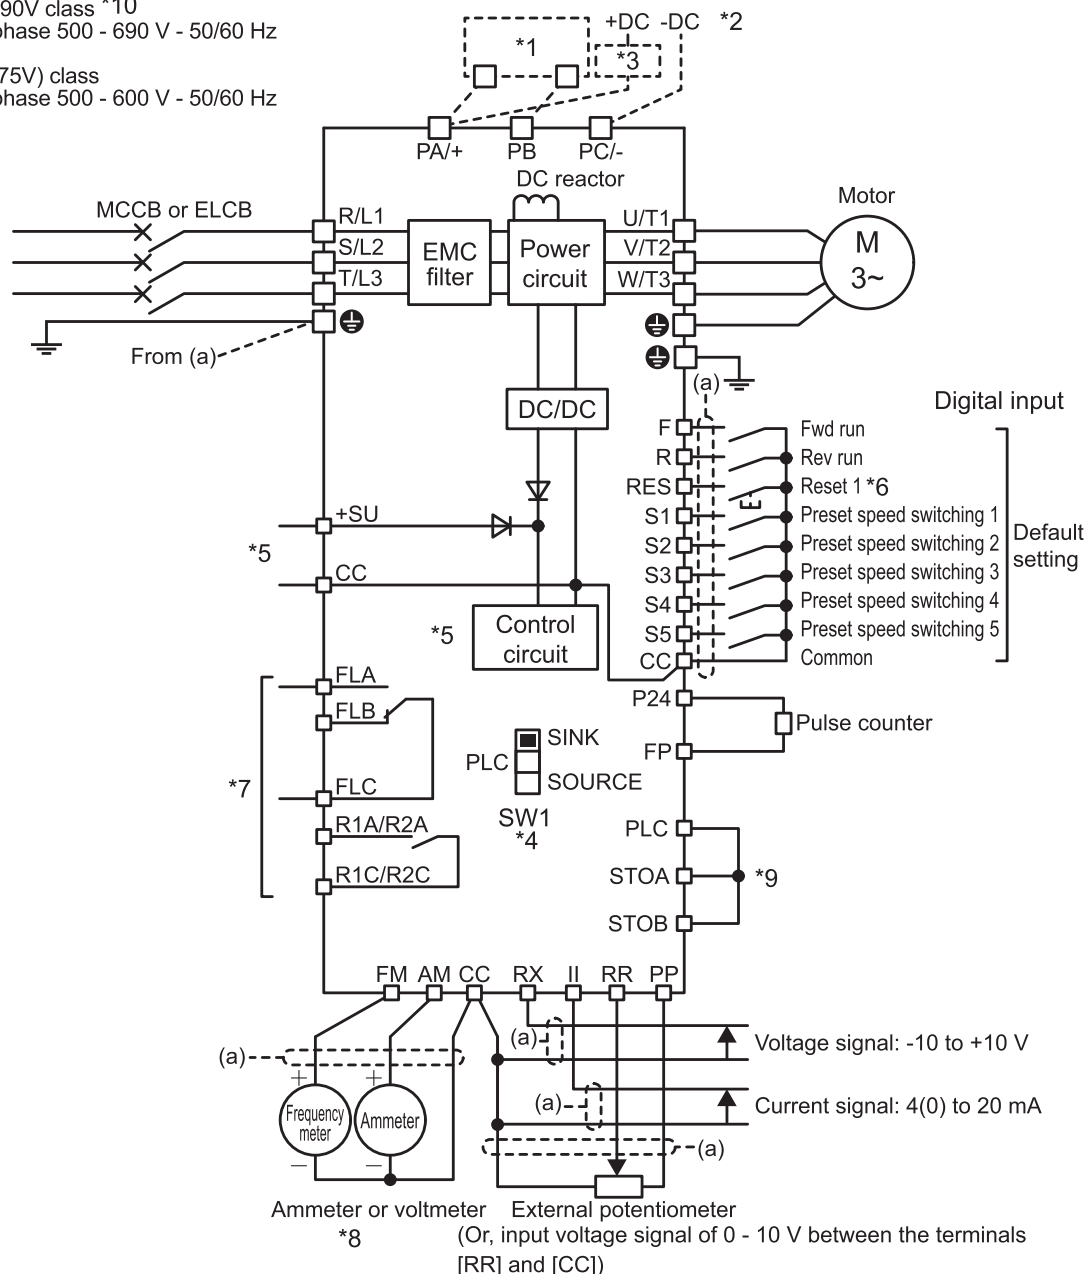 90V class *10
phase 500 - 690 V - 50/60 Hz
75V) class
phase 500 - 600 V - 50/60 Hz
*1
+DC -DC *2
*3
PA/+ PB PC/-
DC reactor
MCCB or ELCB
R/L1
S/L2
T/L3
EMC
filter
Power
circuit
U/T1
V/T2
W/T3
Motor
M
3~
From (a)
(a)
DC/DC
Digital input
F Fwd run
R Rev run
RES Reset 1 *6
S1 Preset speed switching 1
S2 Preset speed switching 2
S3 Preset speed switching 3
S4 Preset speed switching 4
S5 Preset speed switching 5
CC Common
Default
setting
+SU
*5
CC
*5
Control
circuit
FLA
FLB
FLC
*7
R1A/R2A
R1C/R2C
SINK
PLC
SOURCE
SW1
*4
P24
Pulse counter
FP
PLC
STOA *9
STOB
FM AM CC RX II RR PP
(a)
Voltage signal: -10 to +10 V
(a)
(a)
Current signal: 4(0) to 20 mA
(a)
+ +
Frequency
meter
Ammeter
– –
Ammeter or voltmeter
*8
External potentiometer
(Or, input voltage signal of 0 - 10 V between the terminals
[RR] and [CC])